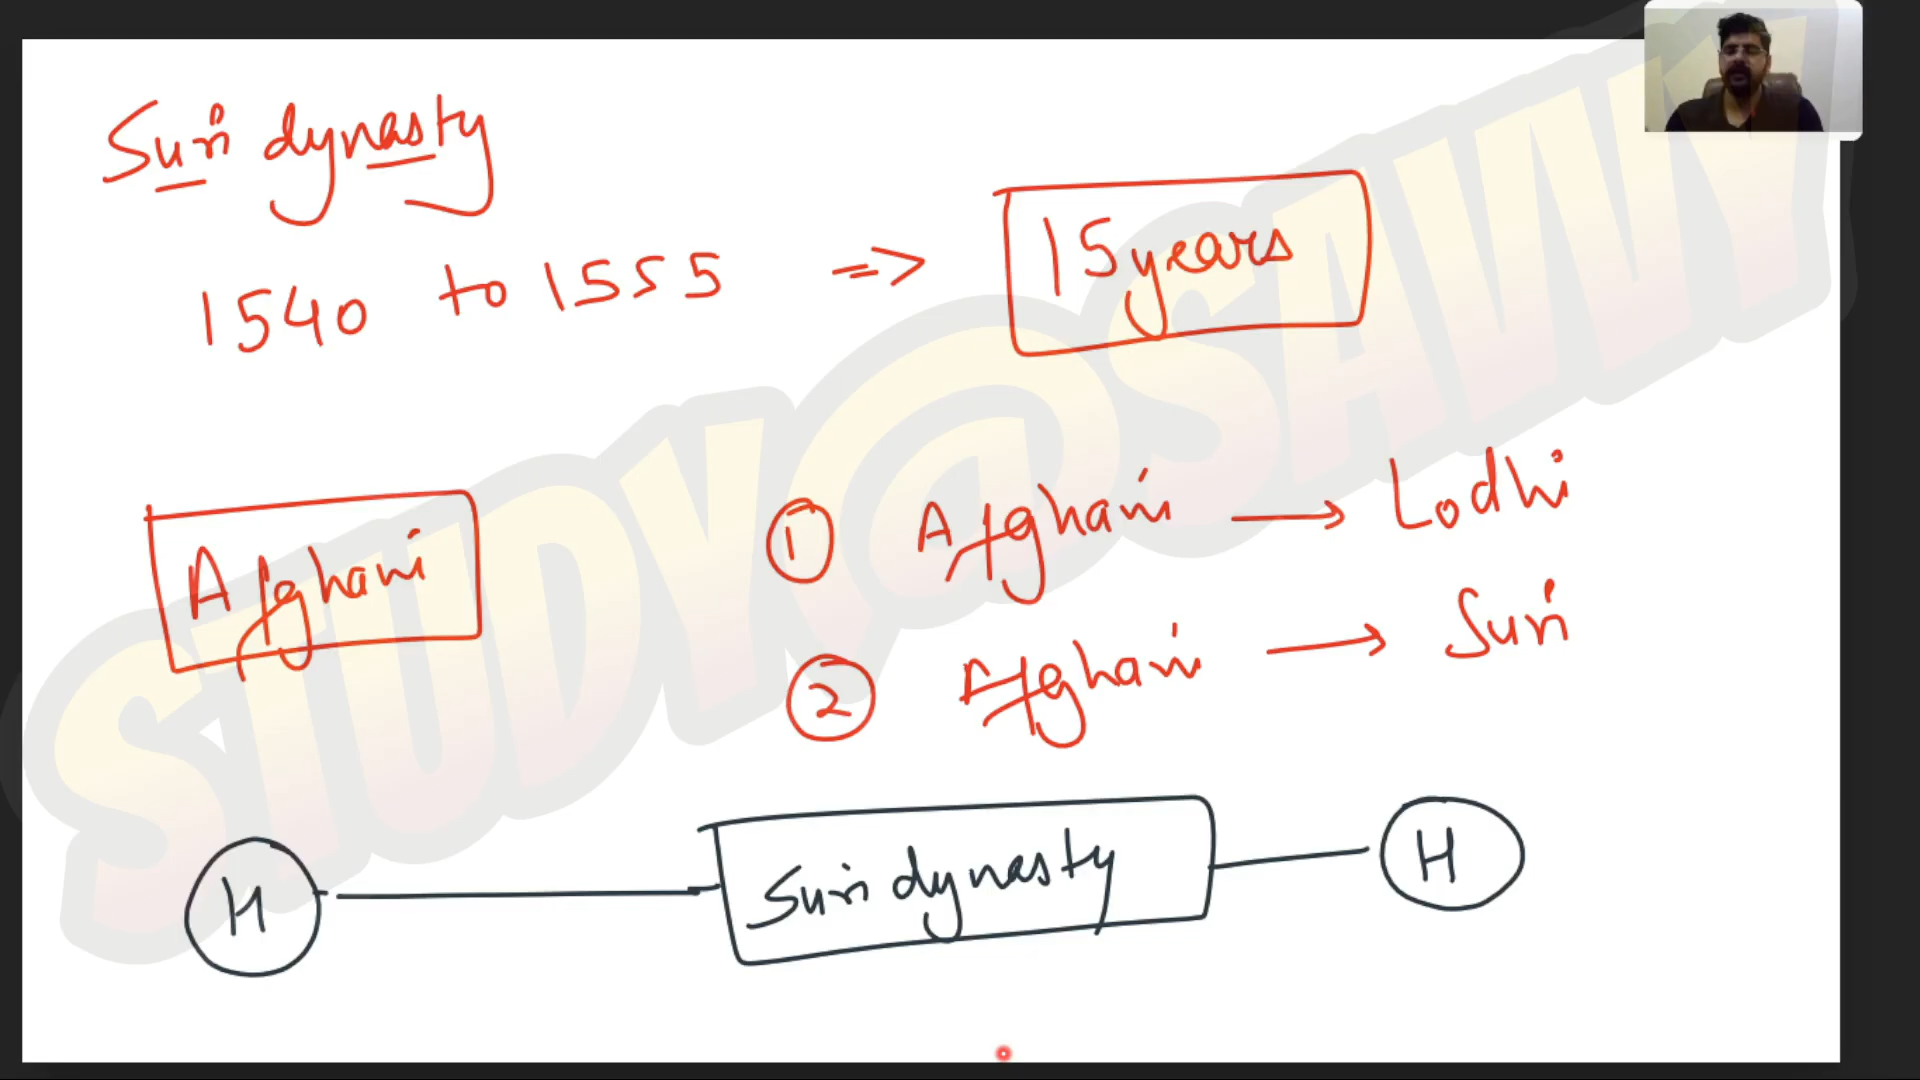 Suri dynasty
1540 to 1555 => 15 years
Afghani
① Afghani → Lodhi
② Afghani → Suri
H Suri dynasty H
STUDY@SAVVY